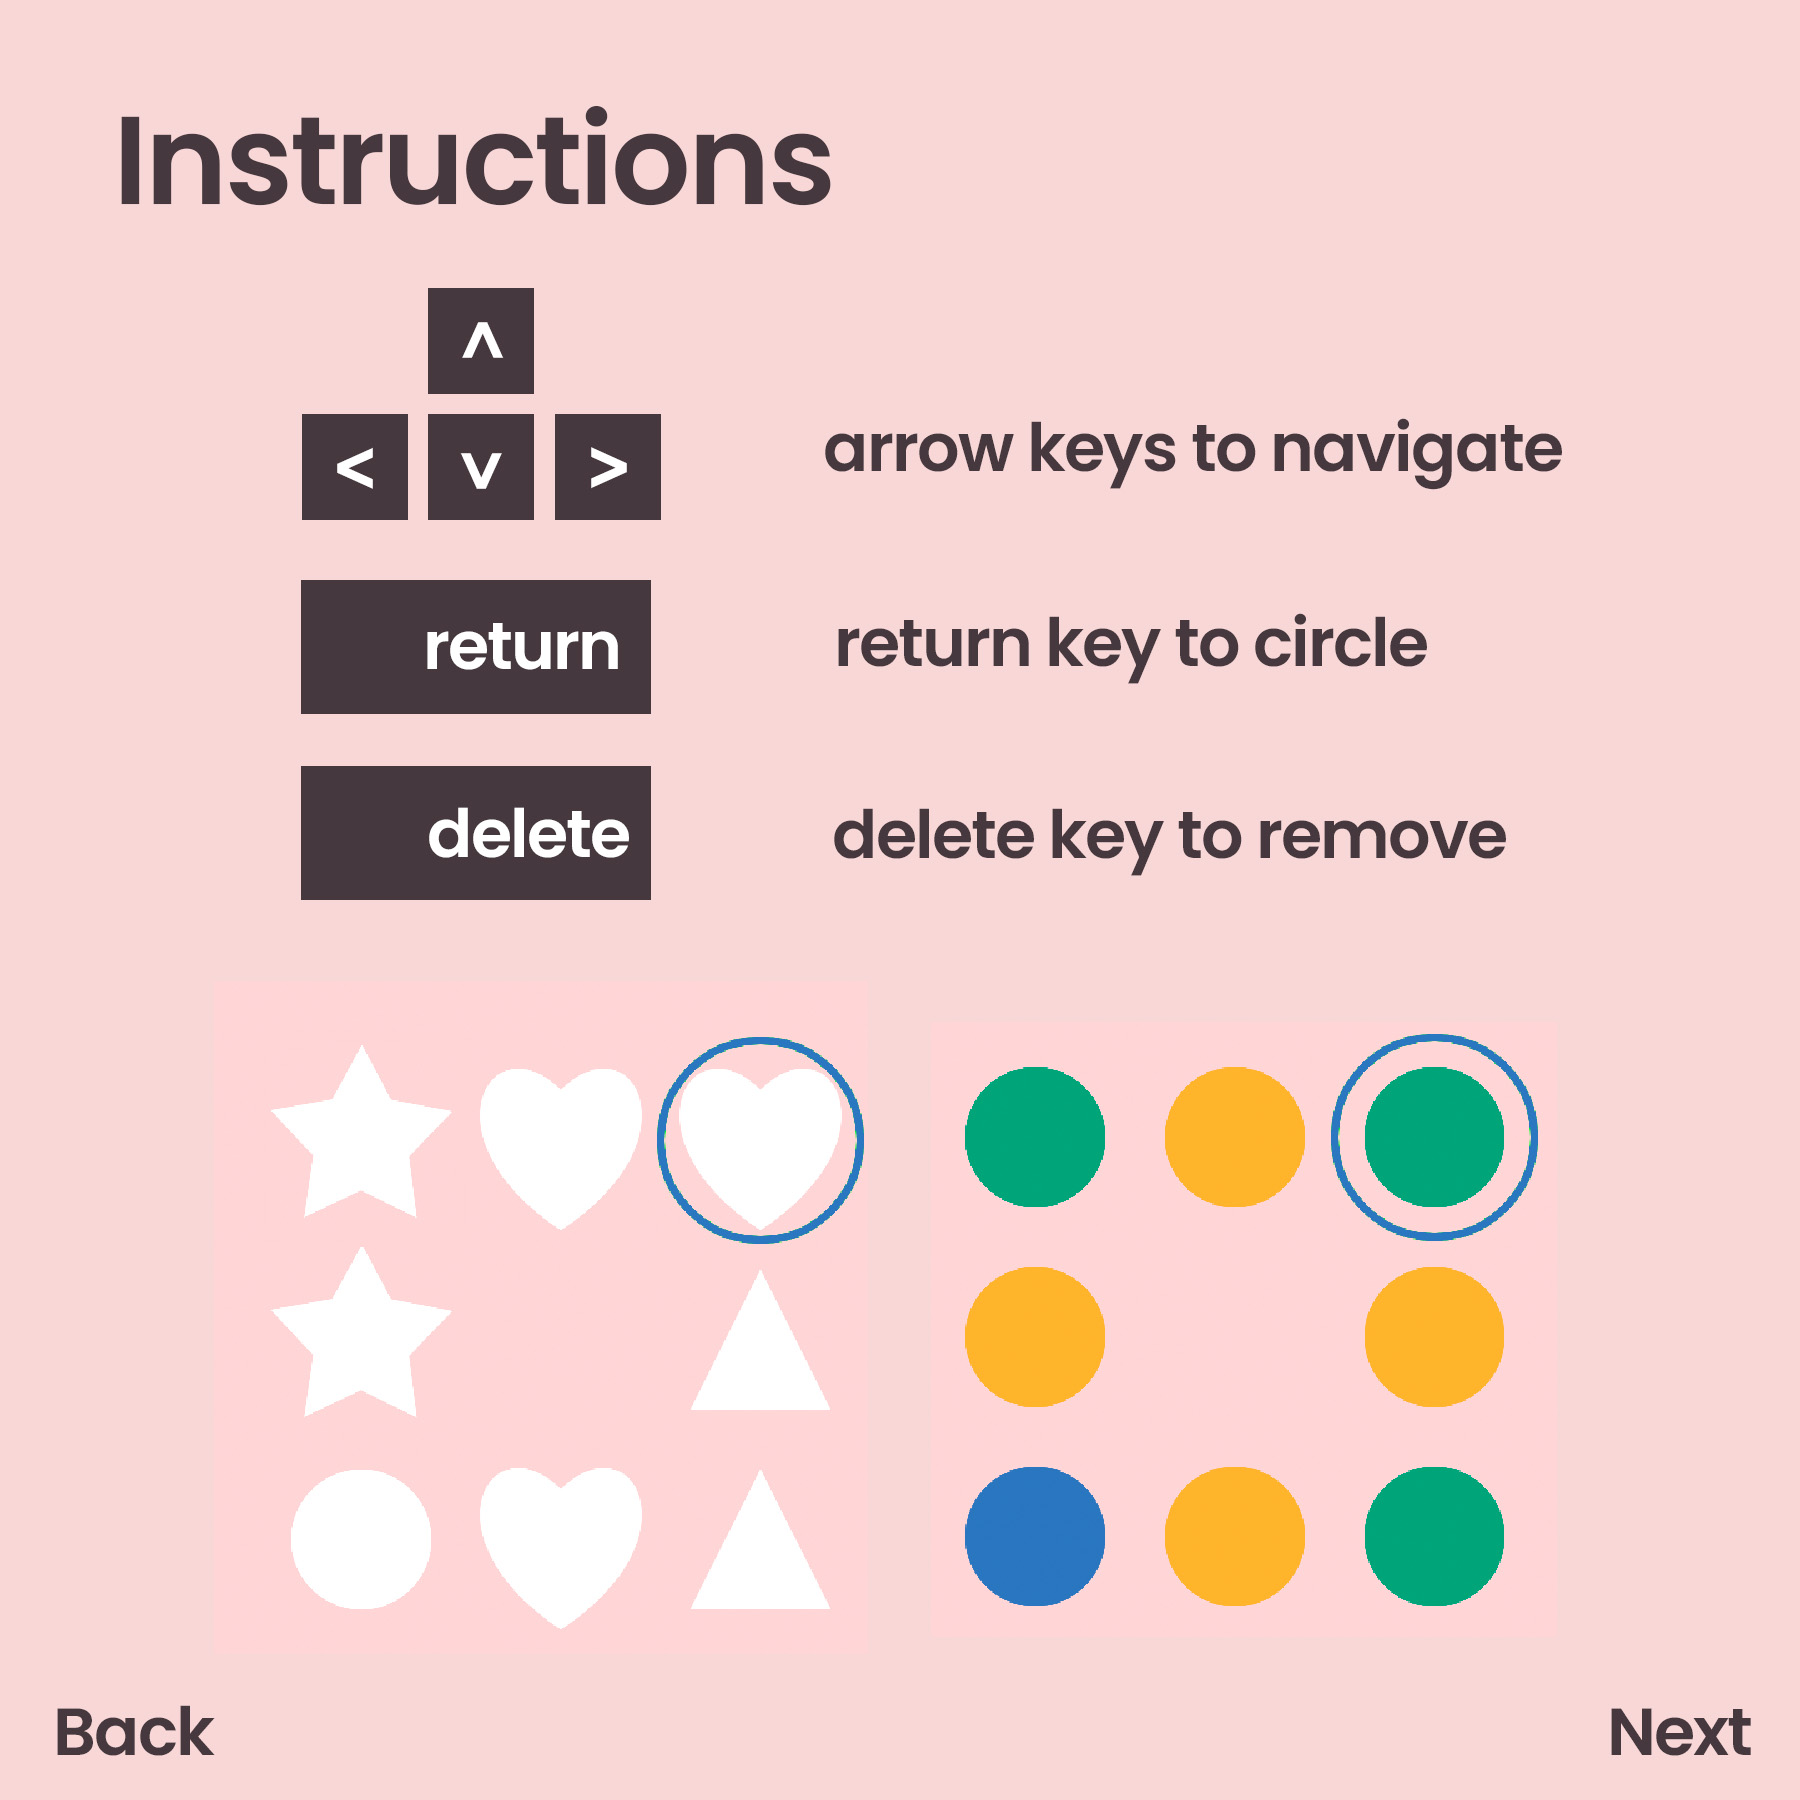 Instructions
^
< v >
arrow keys to navigate
return
return key to circle
delete
delete key to remove
Back
Next